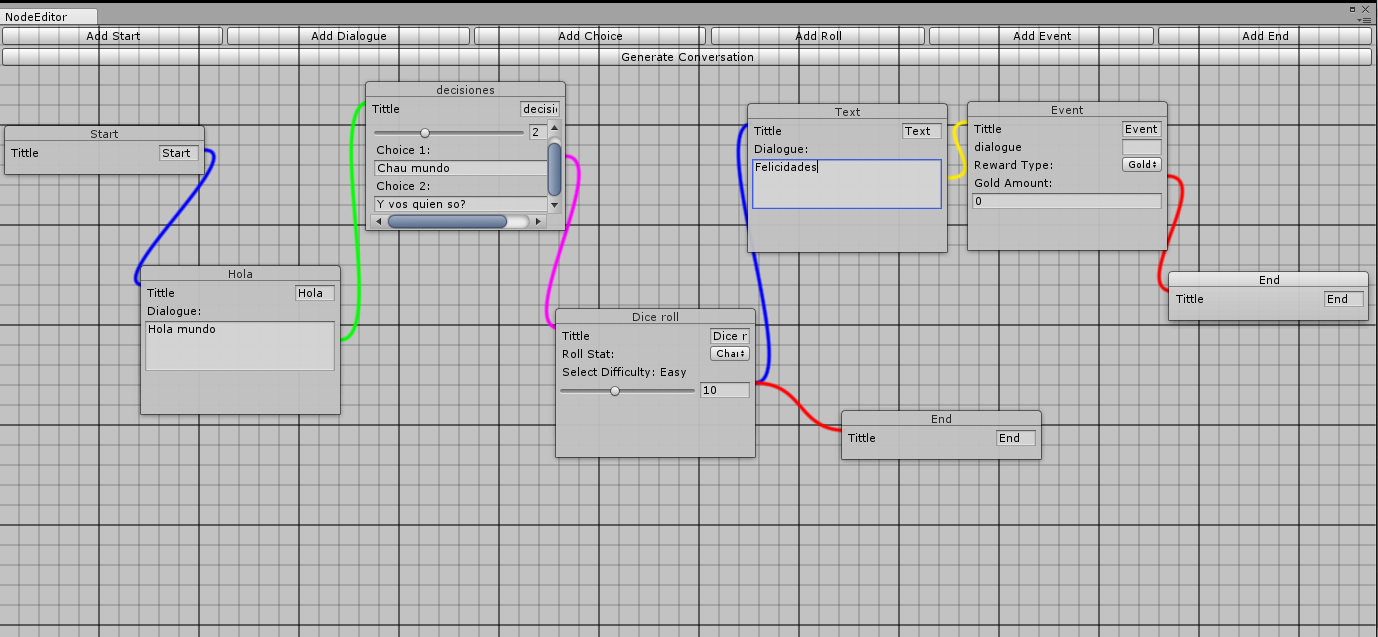 NodeEditor
Add Start
Add Dialogue
Add Choice
Add Roll
Add Event
Add End
Generate Conversation
Start
Tittle Start
Hola
Tittle Hola
Dialogue:
Hola mundo
decisiones
Tittle decisi
2
Choice 1:
Chau mundo
Choice 2:
Y vos quien so?
Dice roll
Tittle Dice r
Roll Stat: Chai
Select Difficulty: Easy
10
Text
Tittle Text
Dialogue:
Felicidades
Event
Tittle Event
dialogue
Reward Type: Gold
Gold Amount:
0
End
Tittle End
End
Tittle End